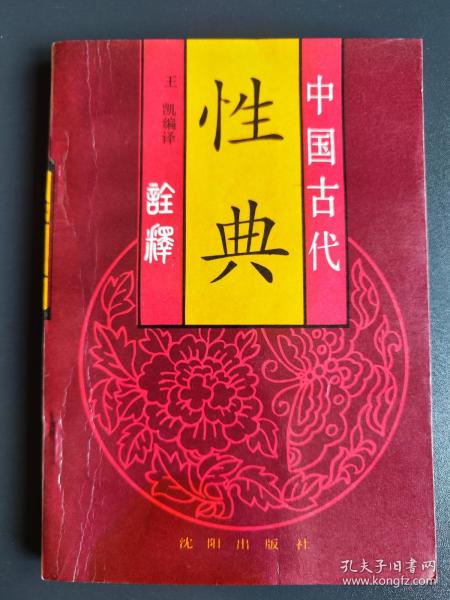 中国古代
性典
詮釋
王 凯编译
沈阳出版社
孔夫子旧书网
www.kongfz.com